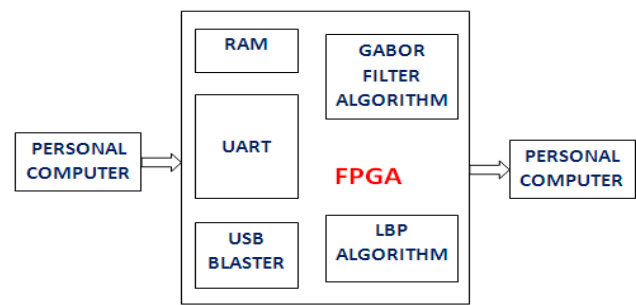 PERSONAL
COMPUTER
RAM
UART
USB
BLASTER
GABOR
FILTER
ALGORITHM
FPGA
LBP
ALGORITHM
PERSONAL
COMPUTER